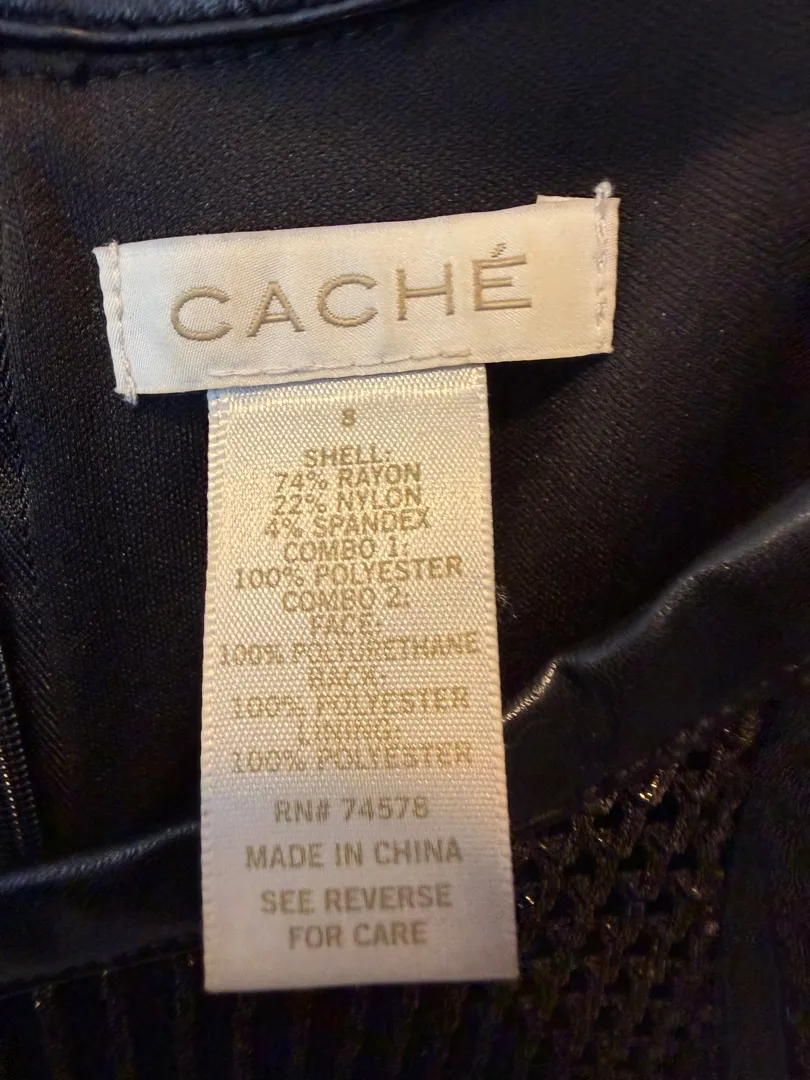 CACHÉ
8
SHELL:
74% RAYON
22% NYLON
4% SPANDEX
COMBO 1:
100% POLYESTER
COMBO 2:
FACE:
100% POLYURETHANE
BACK:
100% POLYESTER
LINING:
100% POLYESTER
RN# 74578
MADE IN CHINA
SEE REVERSE
FOR CARE